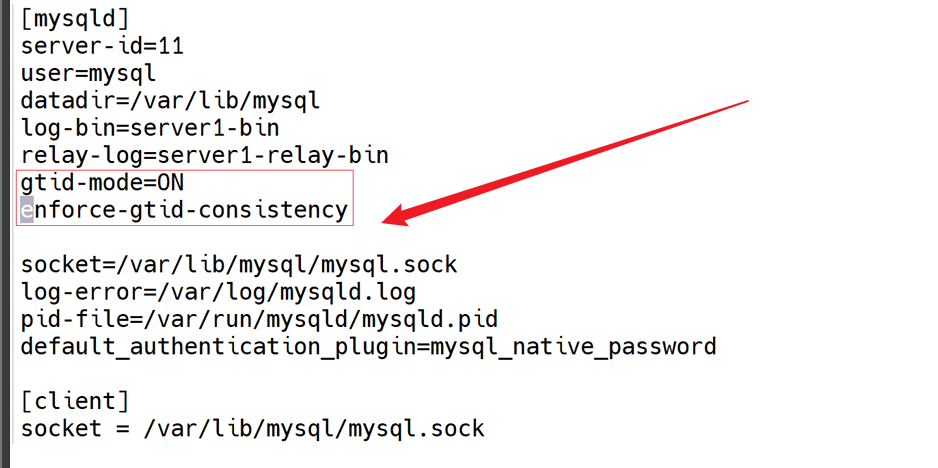 [mysqld]
server-id=11
user=mysql
datadir=/var/lib/mysql
log-bin=server1-bin
relay-log=server1-relay-bin
gtid-mode=ON
enforce-gtid-consistency
socket=/var/lib/mysql/mysql.sock
log-error=/var/log/mysqld.log
pid-file=/var/run/mysqld/mysqld.pid
default_authentication_plugin=mysql_native_password
[client]
socket = /var/lib/mysql/mysql.sock